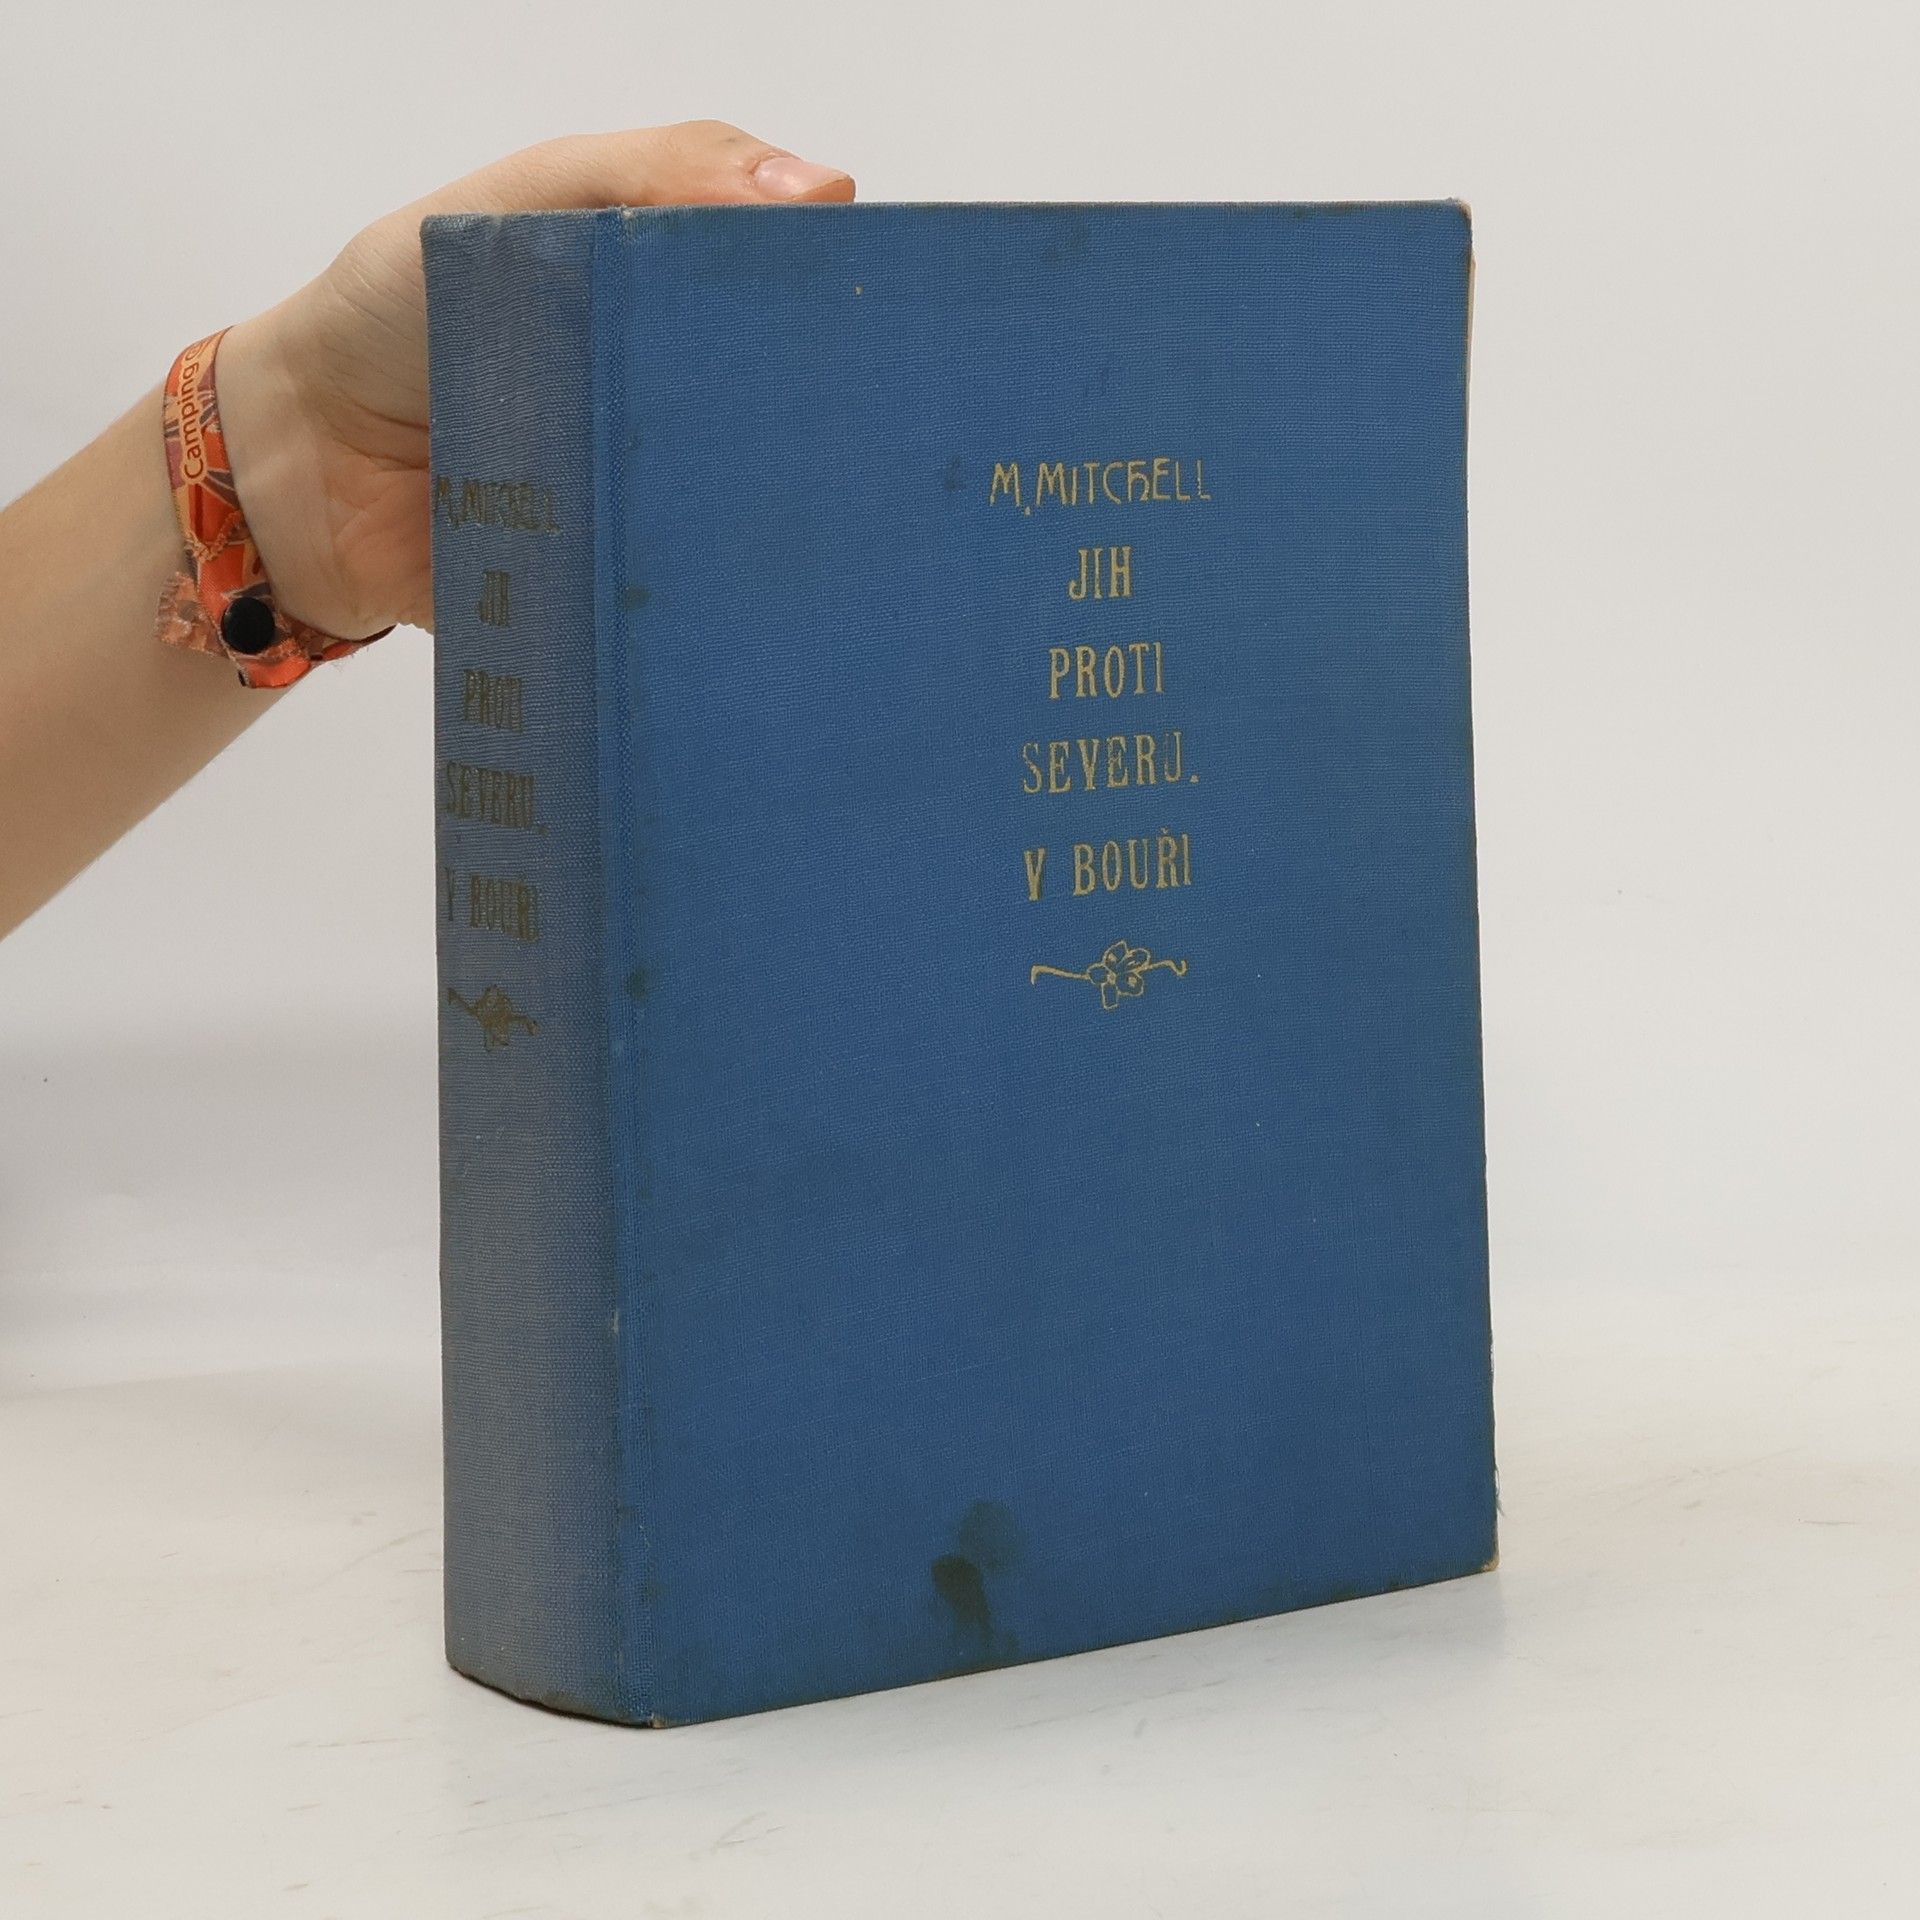 Camping
M. MITCHELL
JIH
PROTI
SEVERU.
V BOUŘI
M. MITCHELL
JIH
PROTI
SEVERU.
V BOUŘI